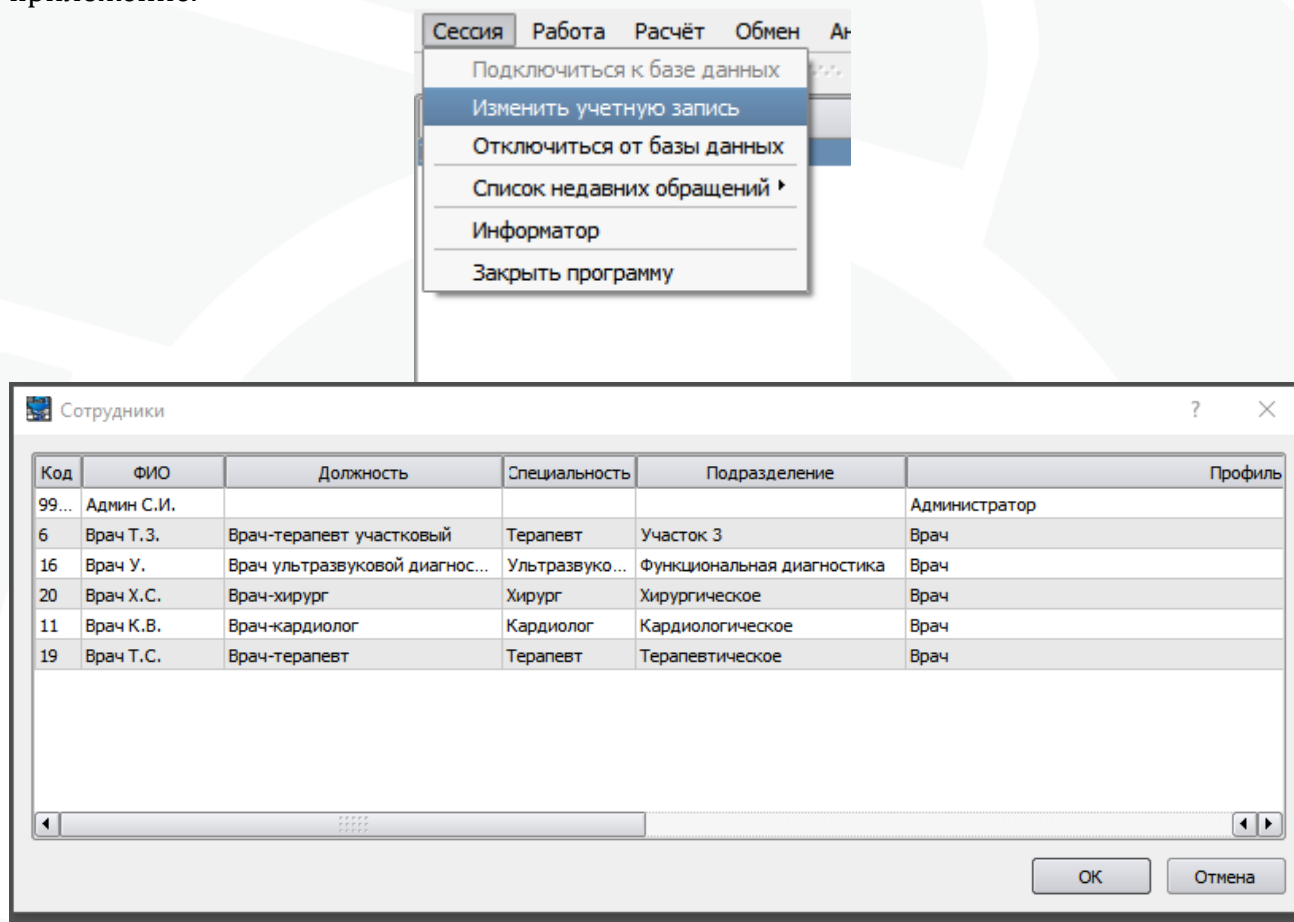 приложение.
Сессия Работа Расчёт Обмен Ан
Подключиться к базе данных
Изменить учетную запись
Отключиться от базы данных
Список недавних обращений
Информатор
Закрыть программу
Сотрудники
Код ФИО Должность Специальность Подразделение Профиль
99... Админ С.И. Администратор
6 Врач Т.З. Врач-терапевт участковый Терапевт Участок 3 Врач
16 Врач У. Врач ультразвуковой диагнос... Ультразвуко... Функциональная диагностика Врач
20 Врач Х.С. Врач-хирург Хирург Хирургическое Врач
11 Врач К.В. Врач-кардиолог Кардиолог Кардиологическое Врач
19 Врач Т.С. Врач-терапевт Терапевт Терапевтическое Врач
ОК Отмена